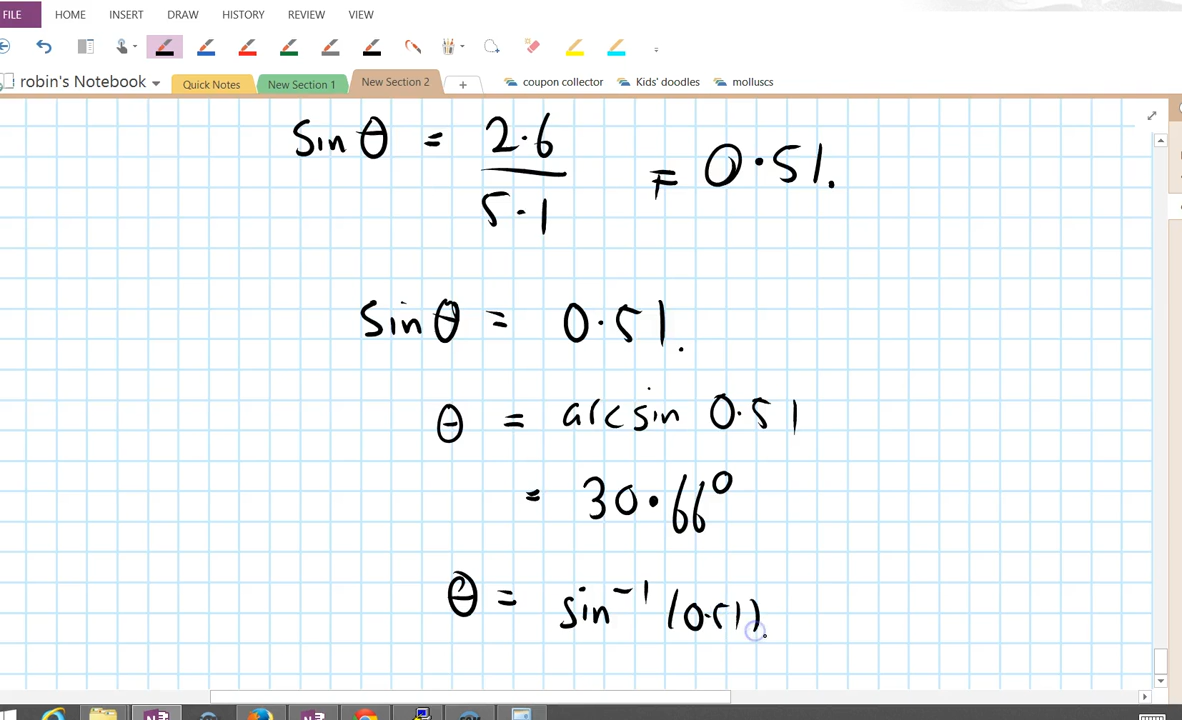 FILE HOME INSERT DRAW HISTORY REVIEW VIEW
robin's Notebook Quick Notes New Section 1 New Section 2 + coupon collector Kids' doodles molluscs
sin θ = 2·6 / 5·1 = 0·51.
sin θ = 0·51.
θ = arcsin 0·51
= 30·66°
θ = sin⁻¹ (0·51).